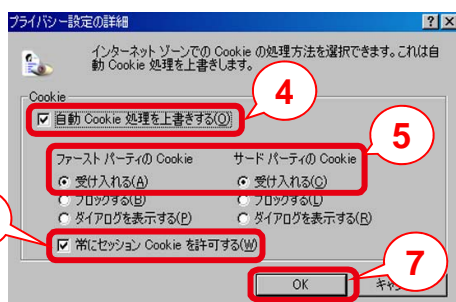 プライバシー設定の詳細
インターネット ゾーンでの Cookie の処理方法を選択できます。これは自
動 Cookie 処理を上書きします。
4
Cookie
自動 Cookie 処理を上書きする(O)
5
ファースト パーティの Cookie サード パーティの Cookie
受け入れる(A) 受け入れる(C)
ブロックする(B) ブロックする(L)
ダイアログを表示する(P) ダイアログを表示する(R)
常にセッション Cookie を許可する(W)
7
OK